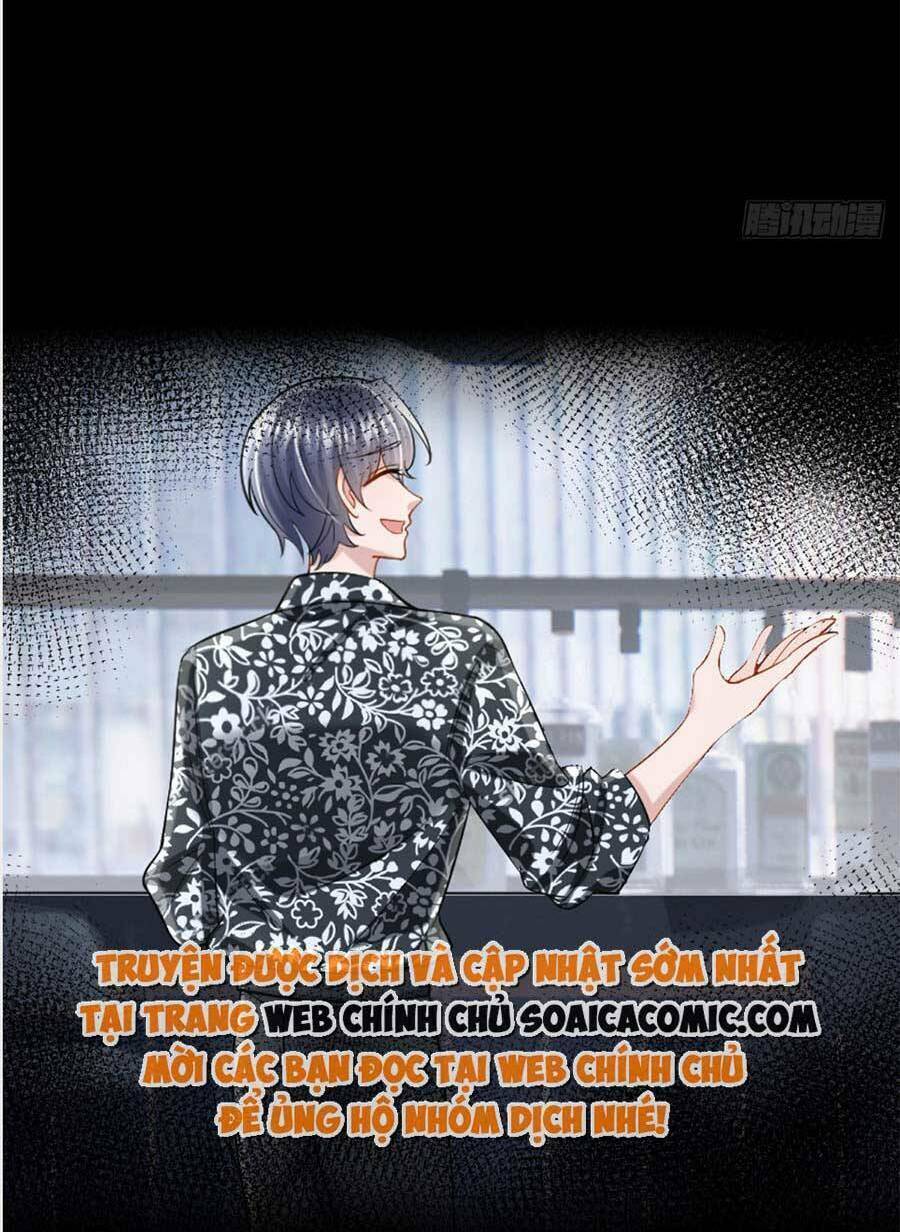 腾讯动漫
TRUYỆN ĐƯỢC DỊCH VÀ CẬP NHẬT SỚM NHẤT
TẠI TRANG WEB CHÍNH CHỦ SOAICACOMIC.COM
MỜI CÁC BẠN ĐỌC TẠI WEB CHÍNH CHỦ
ĐỂ ỦNG HỘ NHÓM DỊCH NHÉ!